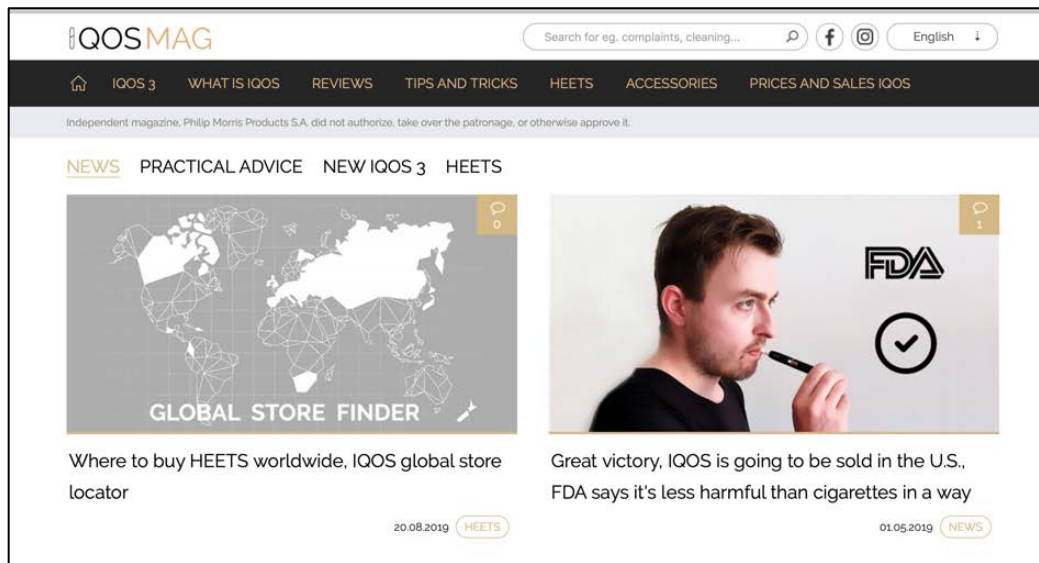 IQOSMAG
Search for eg. complaints, cleaning...
English
IQOS 3 WHAT IS IQOS REVIEWS TIPS AND TRICKS HEETS ACCESSORIES PRICES AND SALES IQOS
Independent magazine, Philip Morris Products S.A. did not authorize, take over the patronage, or otherwise approve it.
NEWS PRACTICAL ADVICE NEW IQOS 3 HEETS
0
GLOBAL STORE FINDER
Where to buy HEETS worldwide, IQOS global store
locator
20.08.2019 HEETS
1
FDA
Great victory, IQOS is going to be sold in the U.S.,
FDA says it's less harmful than cigarettes in a way
01.05.2019 NEWS